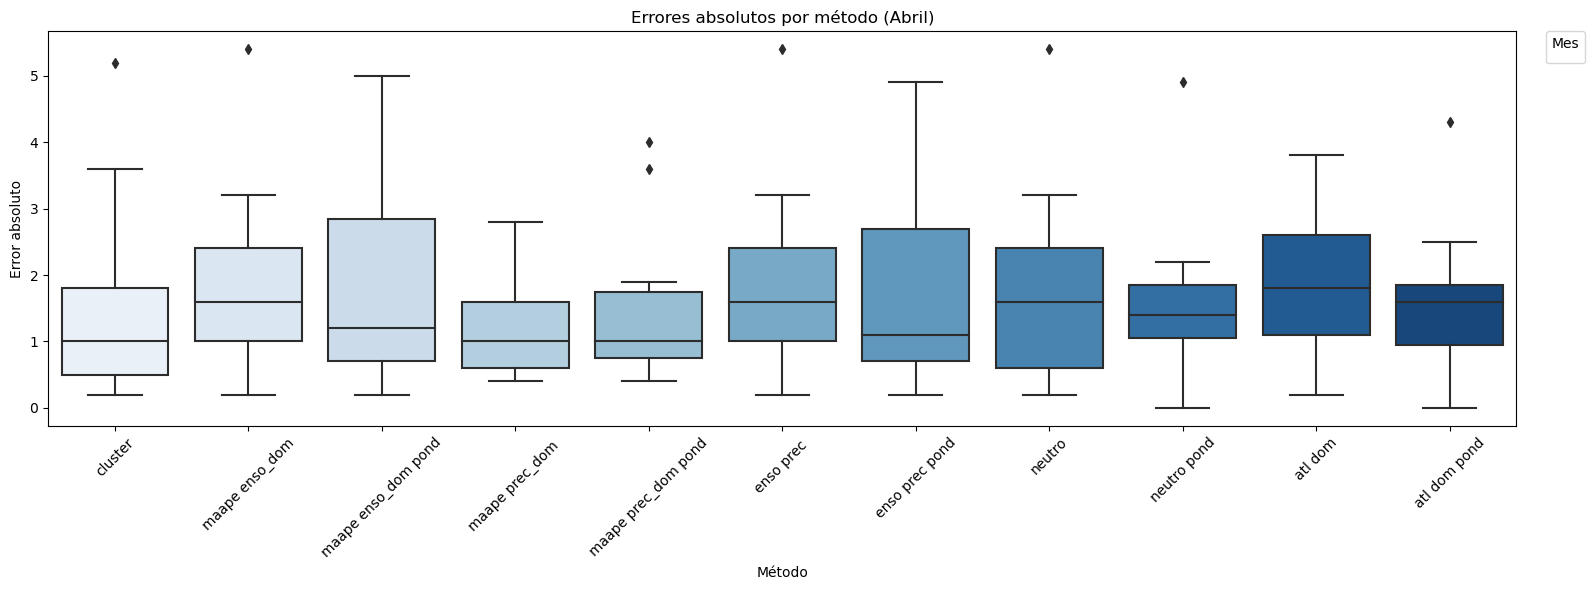 Errores absolutos por método (Abril)
Mes
Error absoluto
5
4
3
2
1
0
cluster
maape enso_dom
maape enso_dom pond
maape prec_dom
maape prec_dom pond
enso prec
enso prec pond
neutro
neutro pond
atl dom
atl dom pond
Método